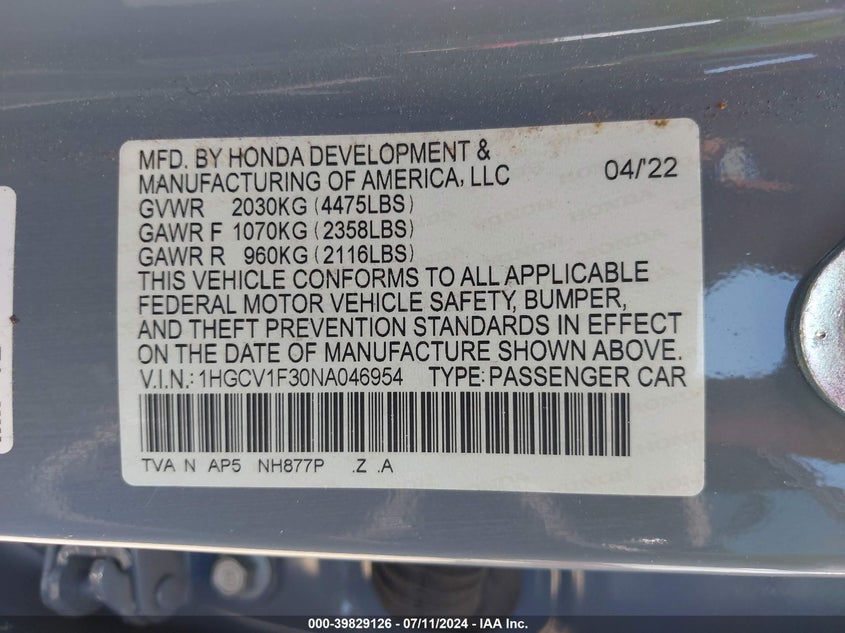 MFD. BY HONDA DEVELOPMENT &
MANUFACTURING OF AMERICA, LLC 04/'22
GVWR 2030KG (4475LBS)
GAWR F 1070KG (2358LBS)
GAWR R 960KG (2116LBS)
THIS VEHICLE CONFORMS TO ALL APPLICABLE
FEDERAL MOTOR VEHICLE SAFETY, BUMPER,
AND THEFT PREVENTION STANDARDS IN EFFECT
ON THE DATE OF MANUFACTURE SHOWN ABOVE.
V.I.N.: 1HGCV1F30NA046954 TYPE: PASSENGER CAR
TVA N AP5 NH877P .Z .A
000-39829126 - 07/11/2024 - IAA Inc.